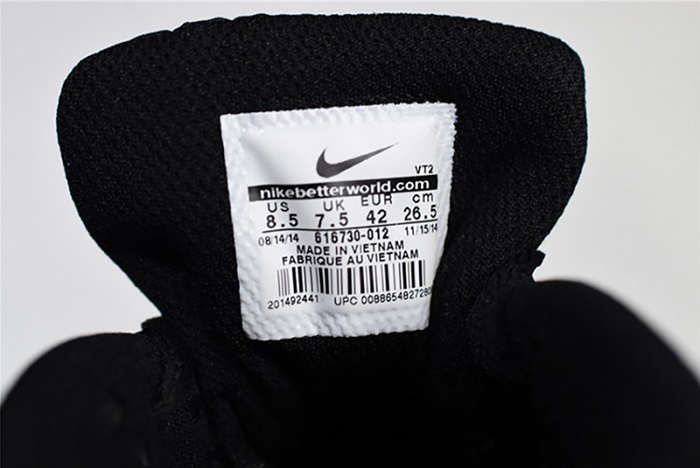 VT2
nikebetterworld.com
US UK EUR cm
8.5 7.5 42 26.5
08/14/14 616730-012 11/15/14
MADE IN VIETNAM
FABRIQUE AU VIETNAM
201492441 UPC 00886548272808